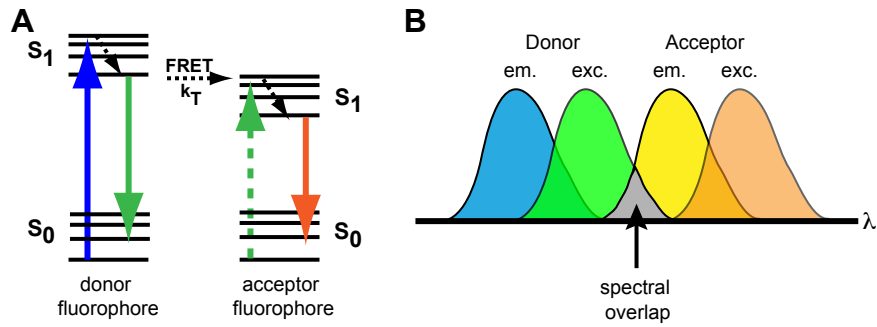 A
S1
FRET
kT
S1
S0
S0
donor
fluorophore
acceptor
fluorophore
B
Donor
Acceptor
em.
exc.
em.
exc.
λ
spectral
overlap